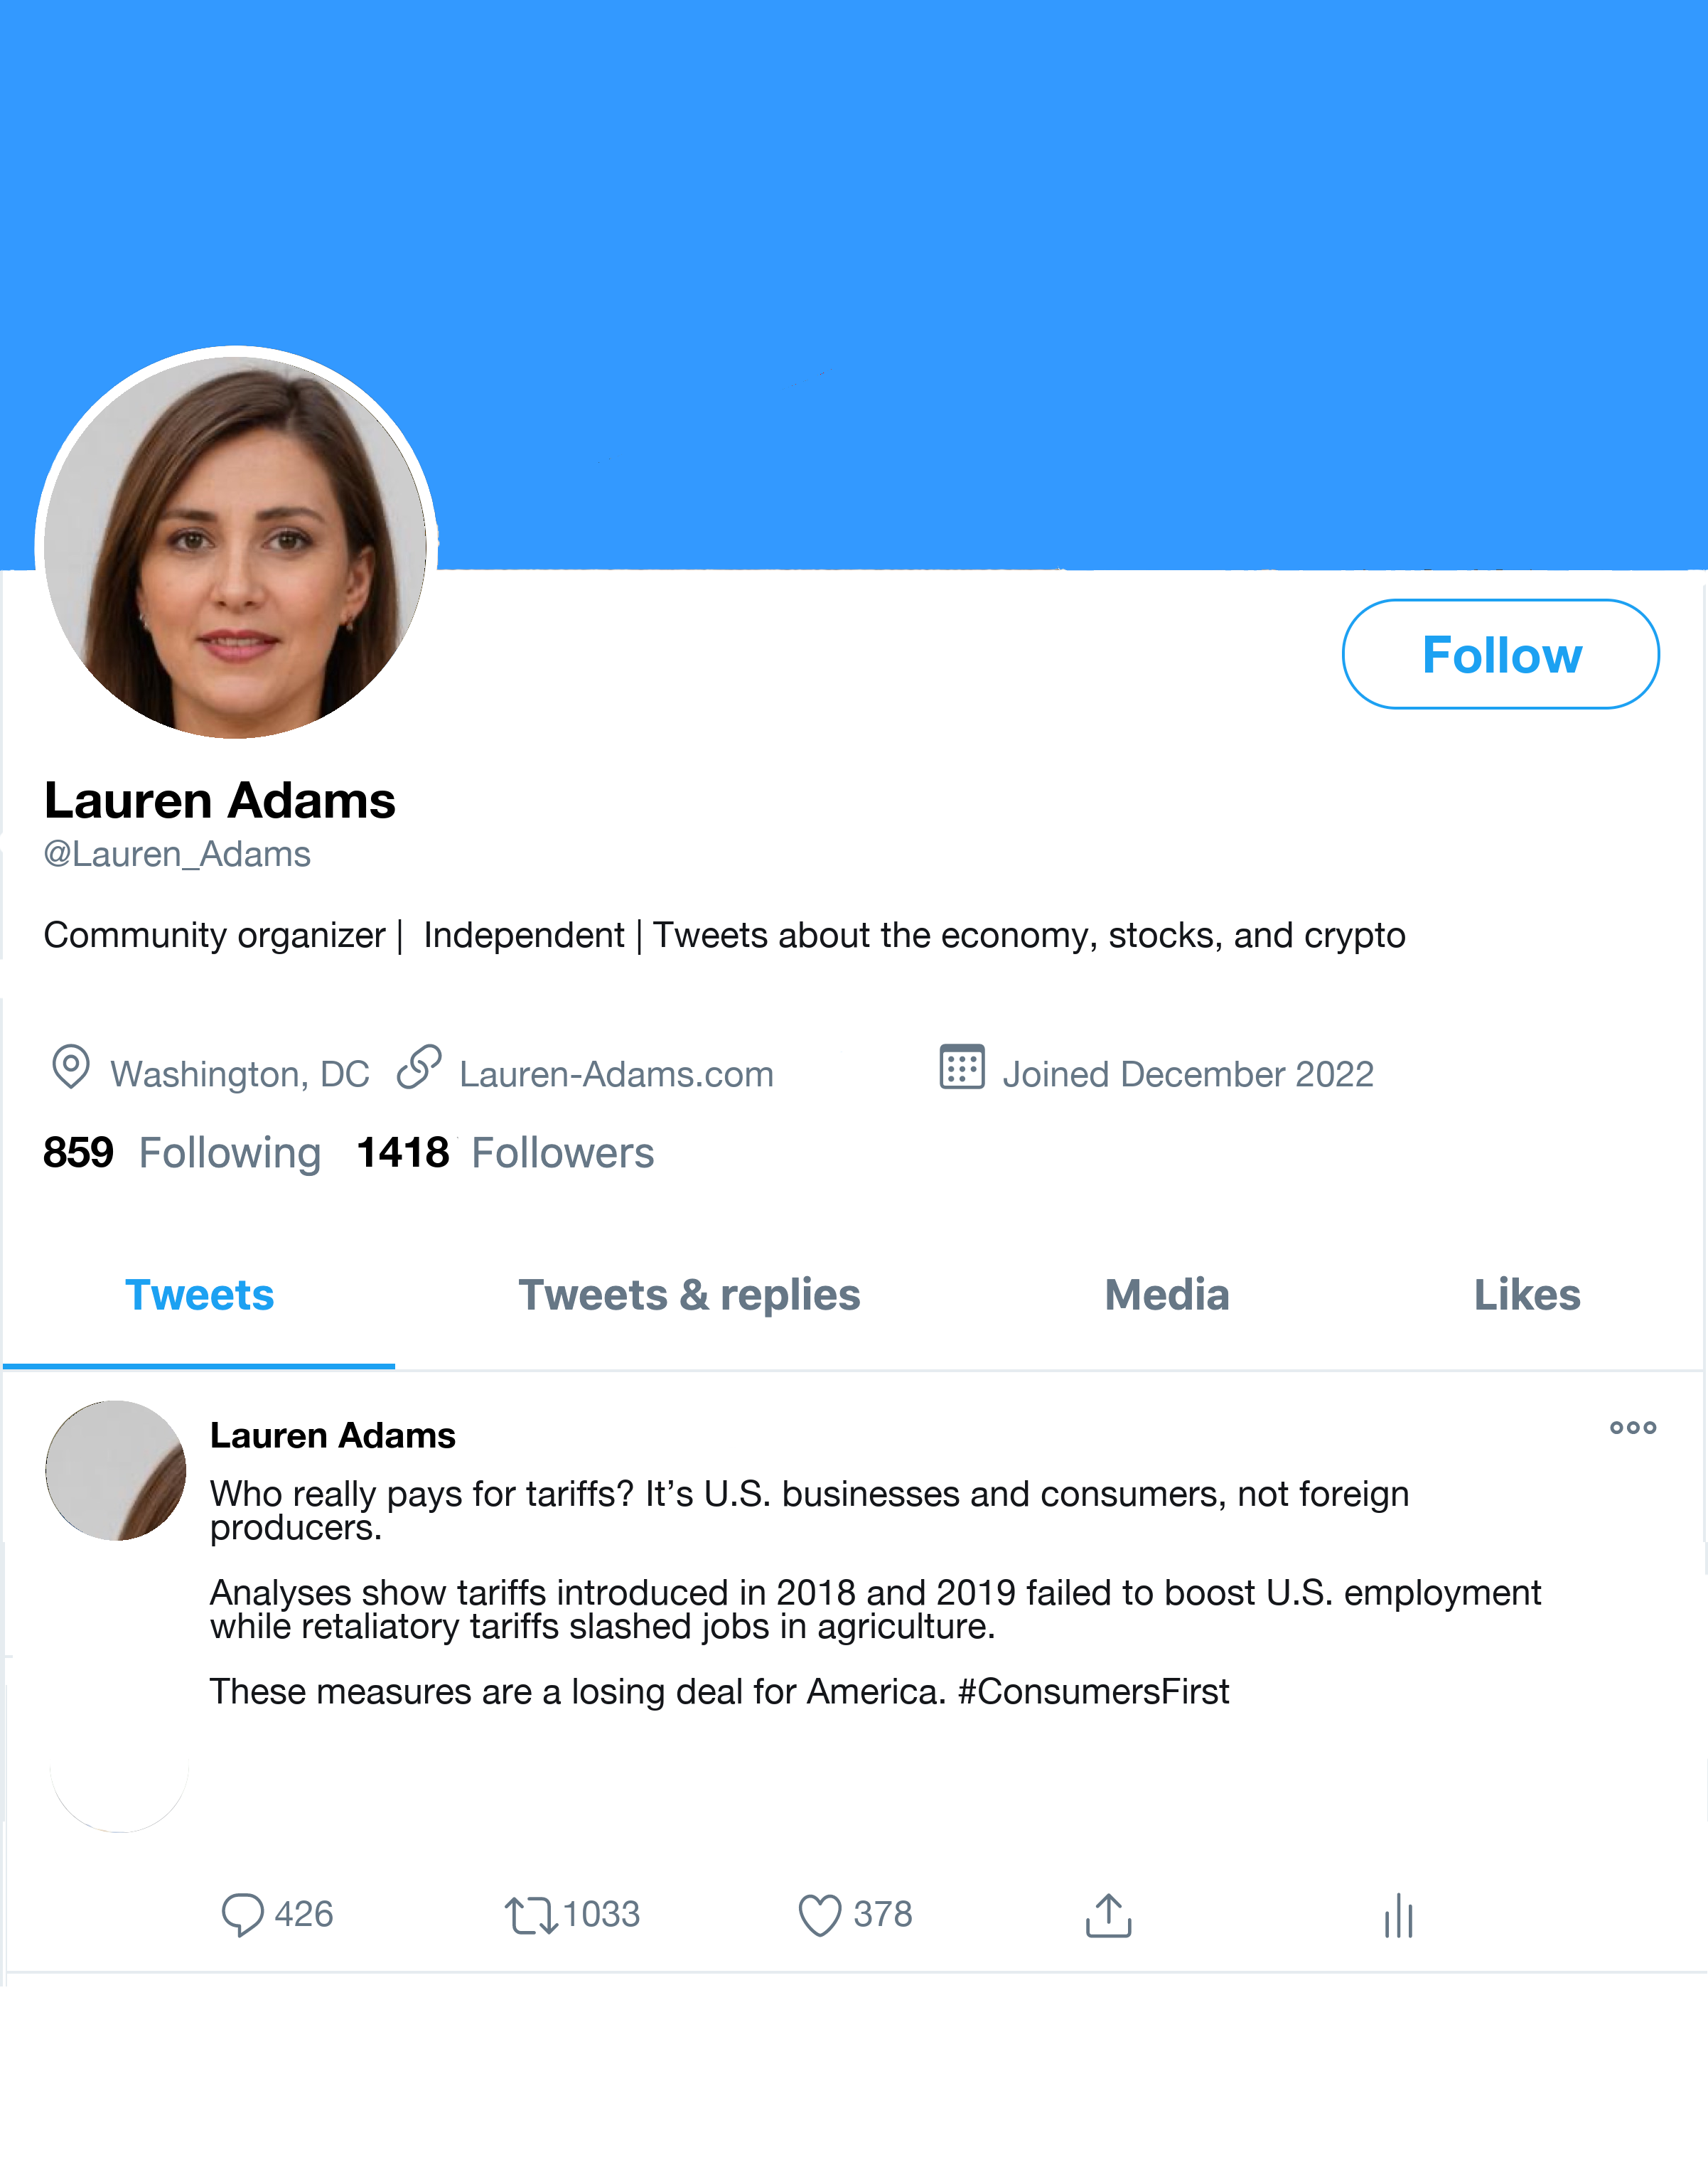 Follow
Lauren Adams
@Lauren_Adams
Community organizer | Independent | Tweets about the economy, stocks, and crypto
Washington, DC Lauren-Adams.com Joined December 2022
859 Following 1418 Followers
Tweets Tweets & replies Media Likes
Lauren Adams
Who really pays for tariffs? It’s U.S. businesses and consumers, not foreign
producers.
Analyses show tariffs introduced in 2018 and 2019 failed to boost U.S. employment
while retaliatory tariffs slashed jobs in agriculture.
These measures are a losing deal for America. #ConsumersFirst
426 1033 378